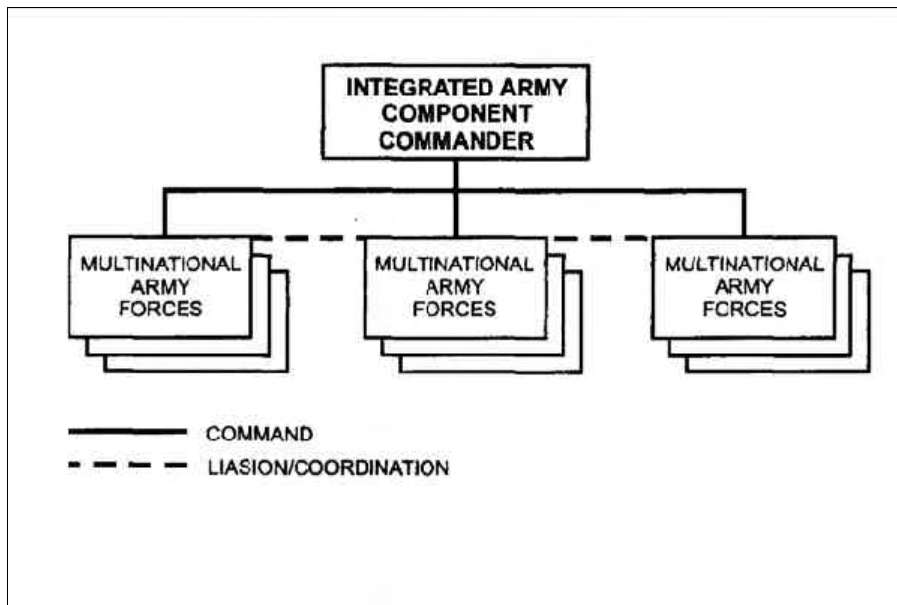 INTEGRATED ARMY
COMPONENT
COMMANDER
MULTINATIONAL
ARMY
FORCES
MULTINATIONAL
ARMY
FORCES
MULTINATIONAL
ARMY
FORCES
COMMAND
LIASION/COORDINATION